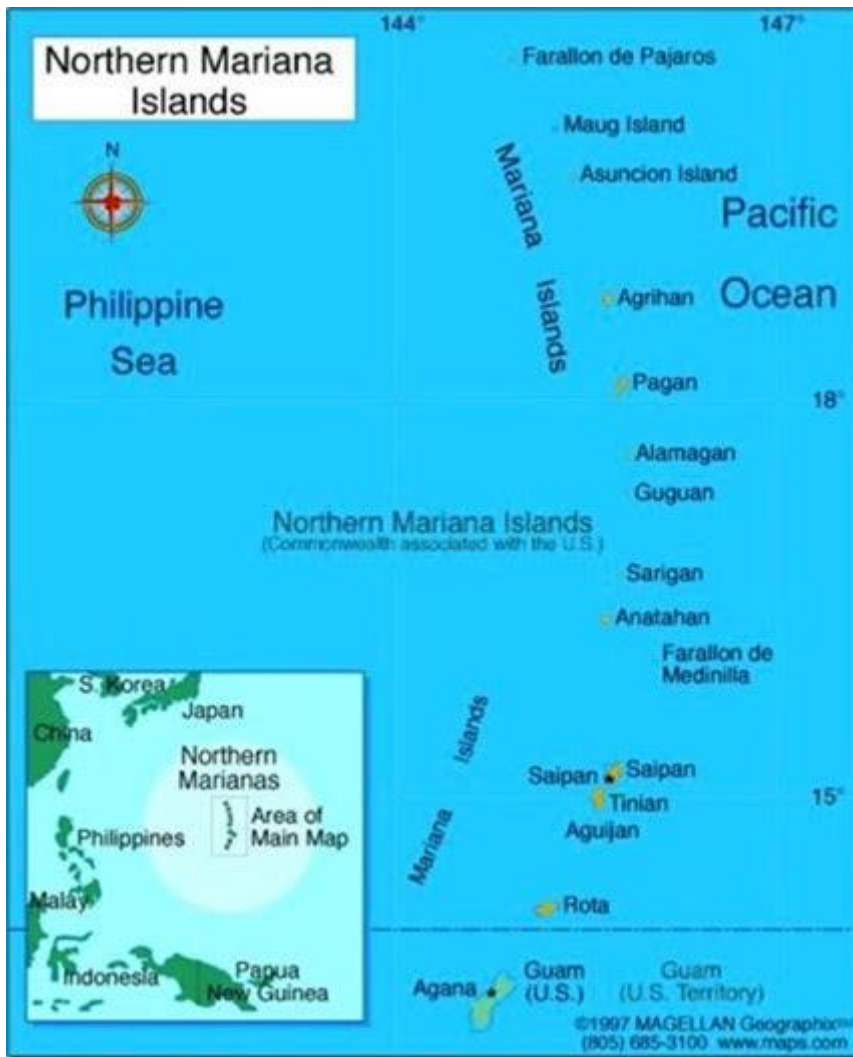 144°
147°
Northern Mariana
Islands
Farallon de Pajaros
N
Maug Island
Mariana Islands
Asuncion Island
Pacific
Ocean
Philippine
Sea
Agrihan
Pagan
18°
Alamagan
Guguan
Northern Mariana Islands
(Commonwealth associated with the U.S.)
Sarigan
Anatahan
Farallon de
Medinilla
S. Korea
Japan
China
Northern
Marianas
Area of
Main Map
Philippines
Malay
Indonesia
Papua
New Guinea
Mariana Islands
Saipan
Saipan
Tinian
15°
Aguijan
Rota
Agana
Guam
(U.S.)
Guam
(U.S. Territory)
©1997 MAGELLAN Geographix
(805) 685-3100 www.maps.com